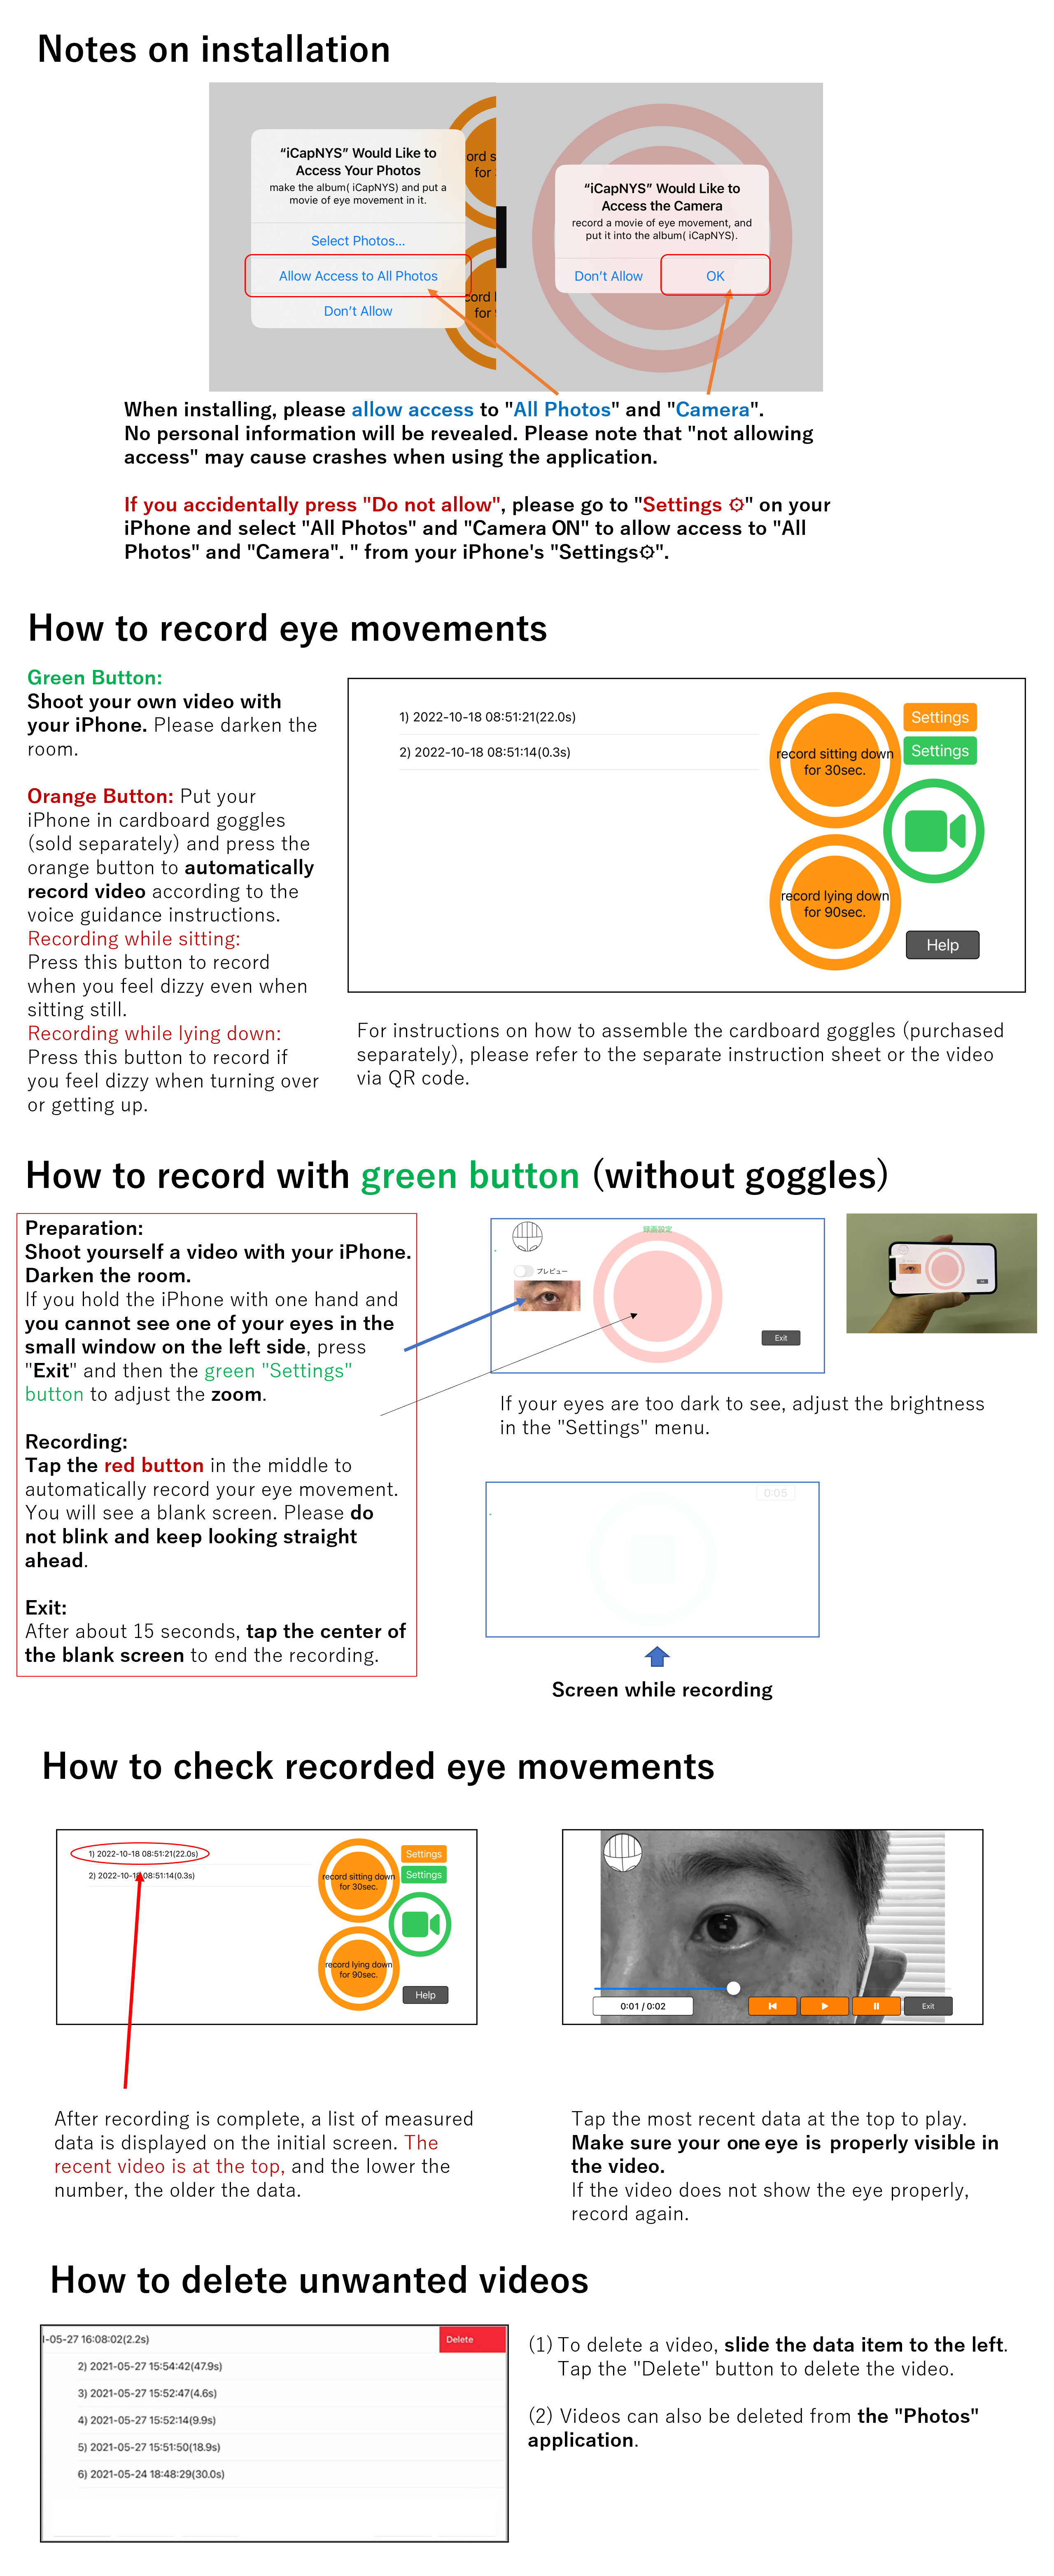 Notes on installation
“iCapNYS” Would Like to
Access Your Photos
make the album( iCapNYS) and put a
movie of eye movement in it.
Select Photos...
Allow Access to All Photos
Don’t Allow
ord s
for
cord l
for 9
“iCapNYS” Would Like to
Access the Camera
record a movie of eye movement, and
put it into the album( iCapNYS).
Don’t Allow
OK
When installing, please allow access to "All Photos" and "Camera".
No personal information will be revealed. Please note that "not allowing
access" may cause crashes when using the application.
If you accidentally press "Do not allow", please go to "Settings ⚙" on your
iPhone and select "All Photos" and "Camera ON" to allow access to "All
Photos" and "Camera". " from your iPhone's "Settings⚙".
How to record eye movements
Green Button:
Shoot your own video with
your iPhone. Please darken the
room.
Orange Button: Put your
iPhone in cardboard goggles
(sold separately) and press the
orange button to automatically
record video according to the
voice guidance instructions.
Recording while sitting:
Press this button to record
when you feel dizzy even when
sitting still.
Recording while lying down:
Press this button to record if
you feel dizzy when turning over
or getting up.
1) 2022-10-18 08:51:21(22.0s)
2) 2022-10-18 08:51:14(0.3s)
record sitting down
for 30sec.
Settings
Settings
record lying down
for 90sec.
Help
For instructions on how to assemble the cardboard goggles (purchased
separately), please refer to the separate instruction sheet or the video
via QR code.
How to record with green button (without goggles)
Preparation:
Shoot yourself a video with your iPhone.
Darken the room.
If you hold the iPhone with one hand and
you cannot see one of your eyes in the
small window on the left side, press
"Exit" and then the green "Settings"
button to adjust the zoom.
Recording:
Tap the red button in the middle to
automatically record your eye movement.
You will see a blank screen. Please do
not blink and keep looking straight
ahead.
Exit:
After about 15 seconds, tap the center of
the blank screen to end the recording.
録画設定
プレビュー
Exit
If your eyes are too dark to see, adjust the brightness
in the "Settings" menu.
0:05
Screen while recording
How to check recorded eye movements
1) 2022-10-18 08:51:21(22.0s)
2) 2022-10-18 08:51:14(0.3s)
record sitting down
for 30sec.
Settings
Settings
record lying down
for 90sec.
Help
0:01 / 0:02
Exit
After recording is complete, a list of measured
data is displayed on the initial screen. The
recent video is at the top, and the lower the
number, the older the data.
Tap the most recent data at the top to play.
Make sure your one eye is properly visible in
the video.
If the video does not show the eye properly,
record again.
How to delete unwanted videos
l-05-27 16:08:02(2.2s)
Delete
2) 2021-05-27 15:54:42(47.9s)
3) 2021-05-27 15:52:47(4.6s)
4) 2021-05-27 15:52:14(9.9s)
5) 2021-05-27 15:51:50(18.9s)
6) 2021-05-24 18:48:29(30.0s)
(1) To delete a video, slide the data item to the left.
Tap the "Delete" button to delete the video.
(2) Videos can also be deleted from the "Photos"
application.